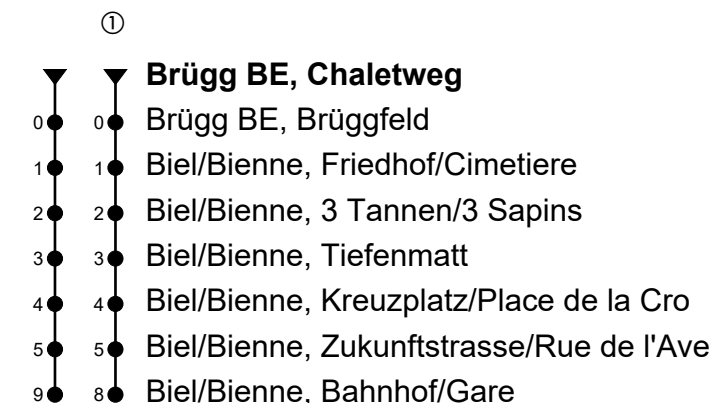 ①
Brügg BE, Chaletweg
0 0 Brügg BE, Brüggfeld
1 1 Biel/Bienne, Friedhof/Cimetiere
2 2 Biel/Bienne, 3 Tannen/3 Sapins
3 3 Biel/Bienne, Tiefenmatt
4 4 Biel/Bienne, Kreuzplatz/Place de la Cro
5 5 Biel/Bienne, Zukunftstrasse/Rue de l'Ave
9 8 Biel/Bienne, Bahnhof/Gare